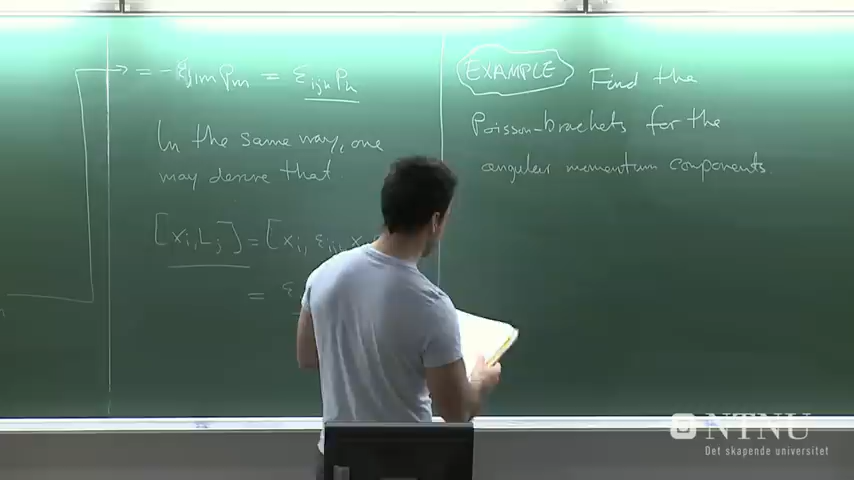 = - ε_jlm P_m = ε_ijk P_k
In the same way, one
may derive that
[x_i, L_j] = [x_i, ε
= ε
EXAMPLE Find the
Poisson-brackets for the
angular momentum components.
NTNU
Det skapende universitet